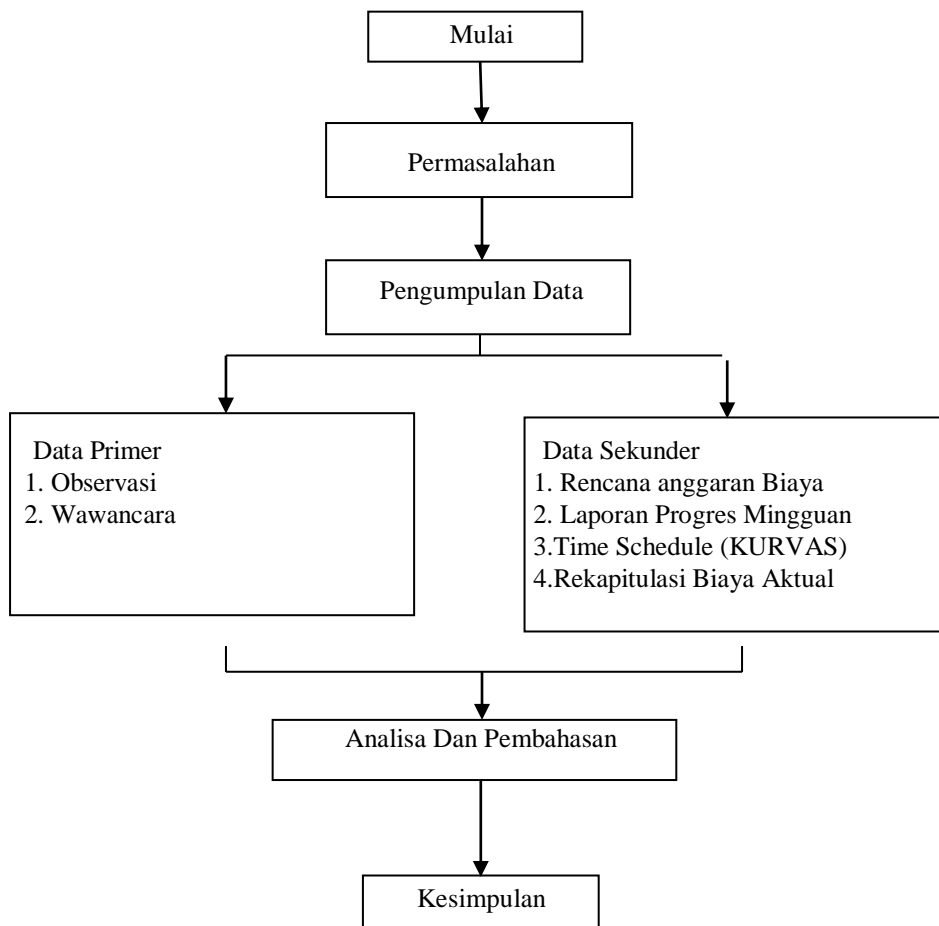 Mulai
Permasalahan
Pengumpulan Data
Data Primer
1. Observasi
2. Wawancara
Data Sekunder
1. Rencana anggaran Biaya
2. Laporan Progres Mingguan
3.Time Schedule (KURVAS)
4.Rekapitulasi Biaya Aktual
Analisa Dan Pembahasan
Kesimpulan